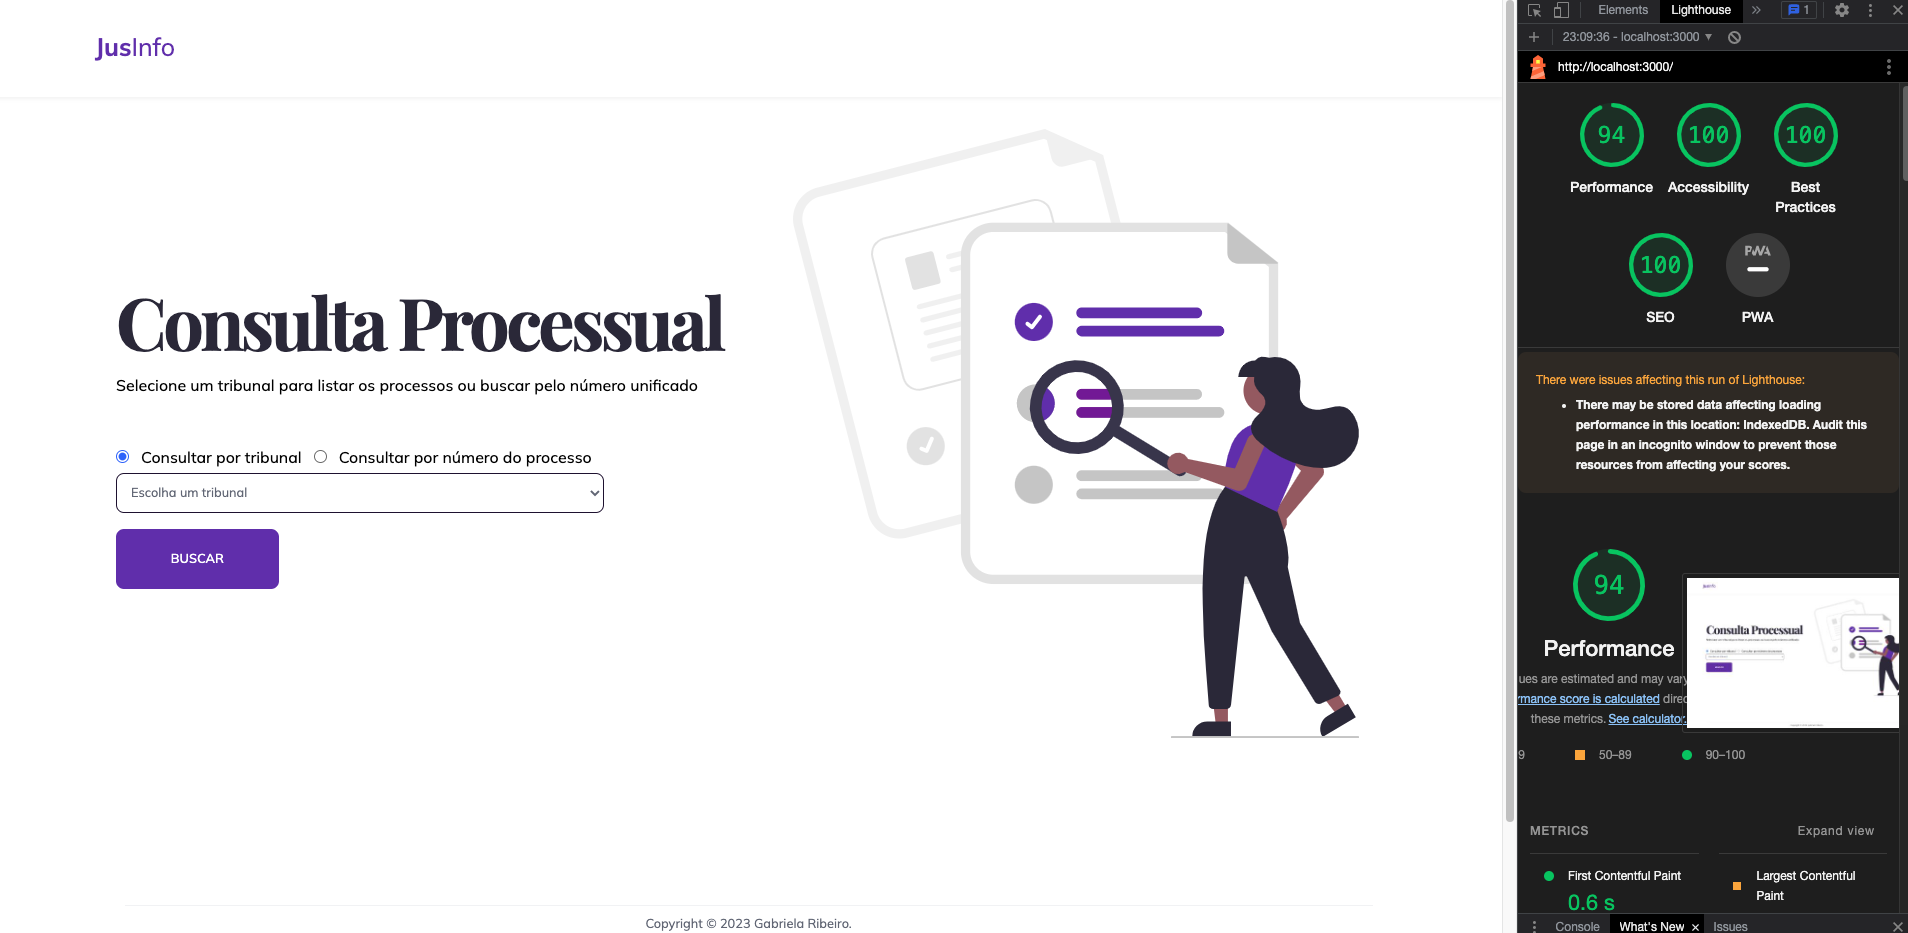 JusInfo
Consulta Processual
Selecione um tribunal para listar os processos ou buscar pelo número unificado
Consultar por tribunal
Consultar por número do processo
Escolha um tribunal
BUSCAR
Copyright © 2023 Gabriela Ribeiro.
Elements
Lighthouse
1
23:09:36 - localhost:3000
http://localhost:3000/
94
100
100
Performance
Accessibility
Best
Practices
100
PWA
SEO
PWA
There were issues affecting this run of Lighthouse:
There may be stored data affecting loading
performance in this location: IndexedDB. Audit this
page in an incognito window to prevent those
resources from affecting your scores.
94
Performance
ues are estimated and may vary
rmance score is calculated direc
these metrics. See calculator.
Consulta Processual
9
50–89
90–100
METRICS
Expand view
First Contentful Paint
0.6 s
Largest Contentful
Paint
Console
What's New
Issues